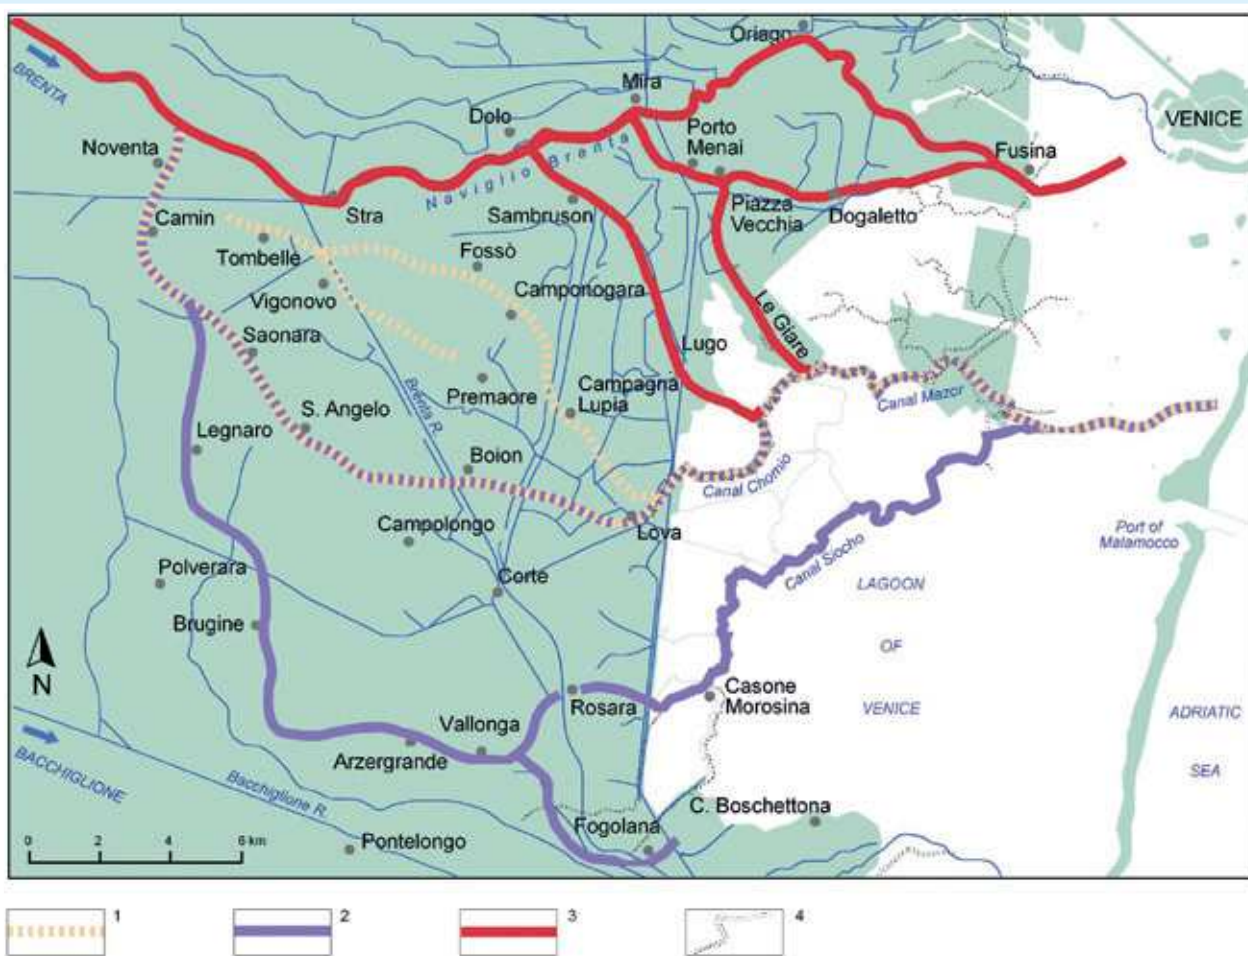 Oriago
BRENTA
Mira
VENICE
Dolo
Noventa
Porto
Menai
Fusina
Naviglio Brenta
Camin
Stra
Sambruson
Piazza
Vecchia
Dogaletto
Tombelle
Fossò
Vigonovo
Camponogara
Le Giare
Saonara
Lugo
Brenta R.
Premaore
Campagna
Lupia
Canal Mazor
S. Angelo
Legnaro
Boion
Canal Chomio
Campolongo
Lova
Port of
Malamocco
Canal Siocho
Polverara
Corte
LAGOON
Brugine
OF
N
Rosara
Casone
Morosina
VENICE
ADRIATIC
Vallonga
Arzergrande
SEA
BACCHIGLIONE
Bacchiglione R.
C. Boschettona
Fogolana
Pontelongo
0 2 4 6 km
1 2 3 4